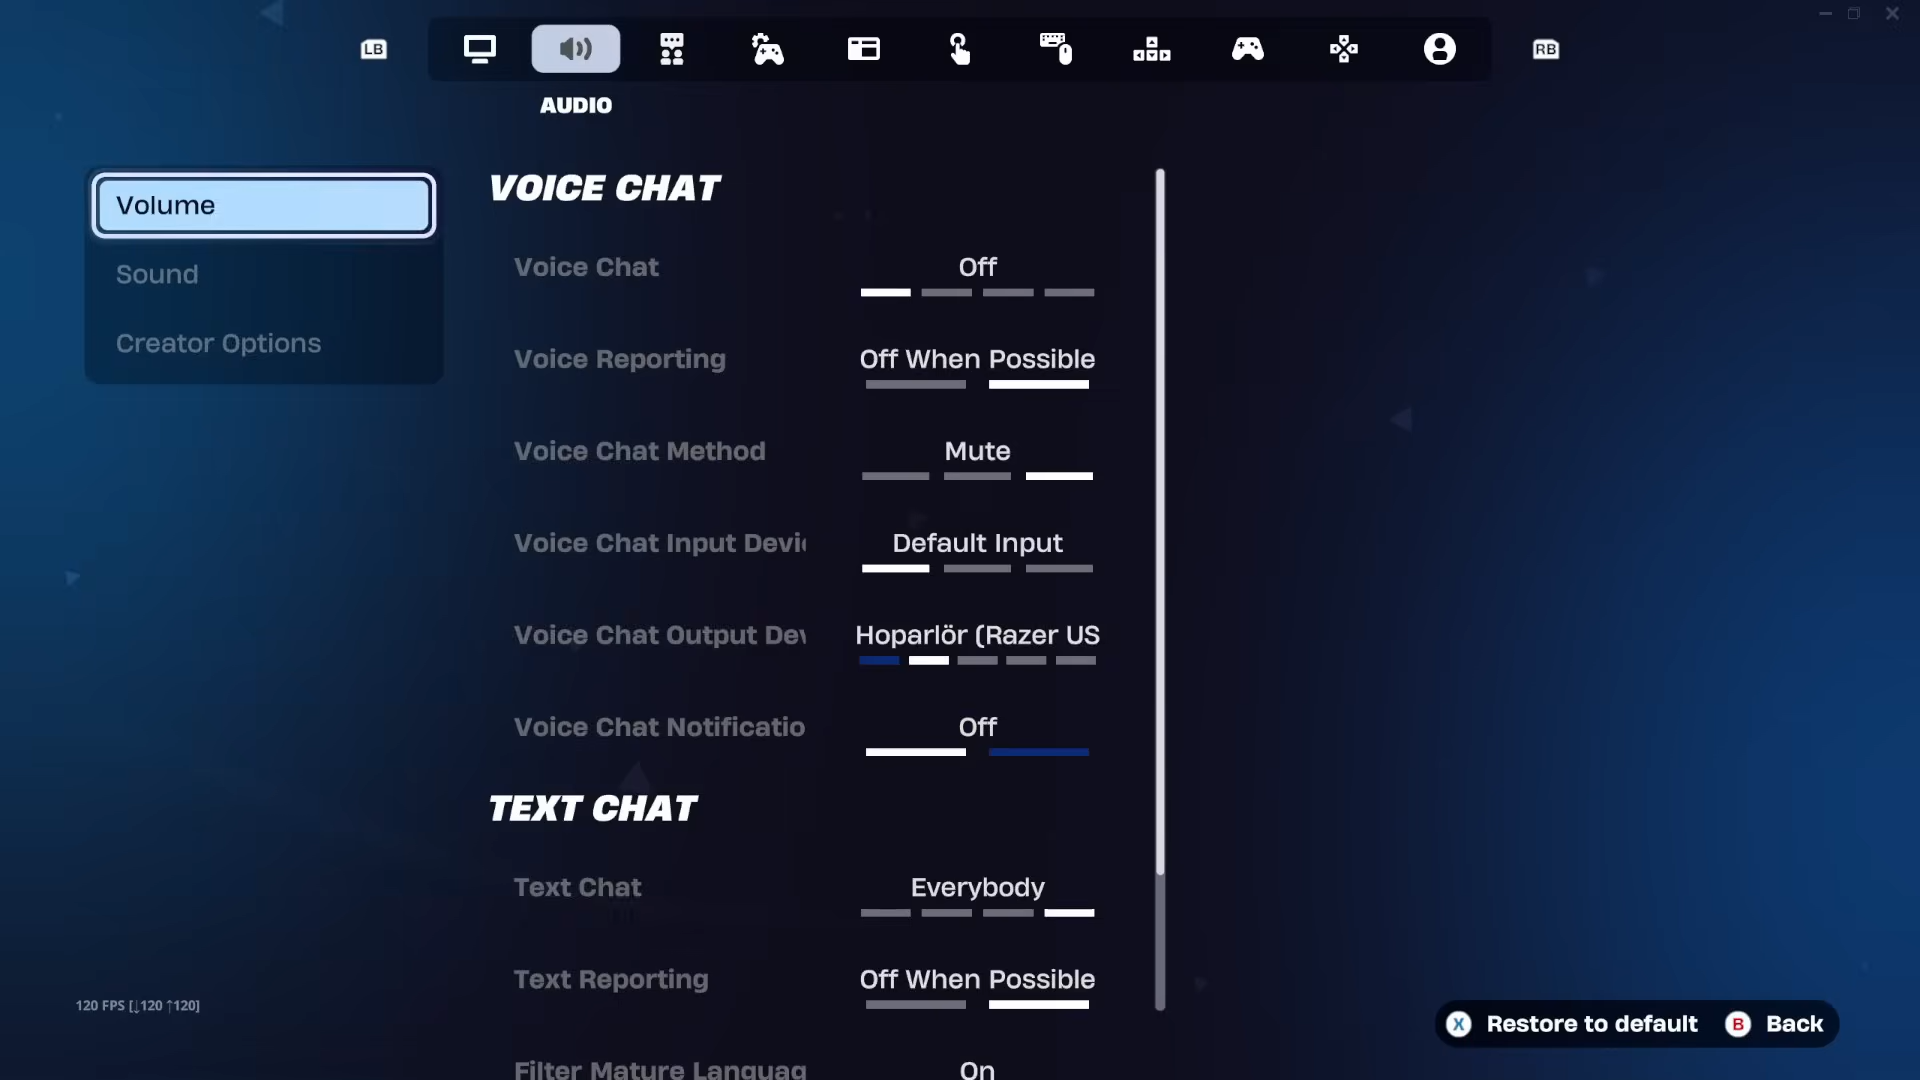 LB
RB
AUDIO
Volume
Sound
Creator Options
VOICE CHAT
Voice Chat
Off
Voice Reporting
Off When Possible
Voice Chat Method
Mute
Voice Chat Input Devi
Default Input
Voice Chat Output Dev
Hoparlör (Razer US
Voice Chat Notificatio
Off
TEXT CHAT
Text Chat
Everybody
Text Reporting
Off When Possible
Filter Mature Languag
On
120 FPS [↓120 ↑120]
X Restore to default
B Back